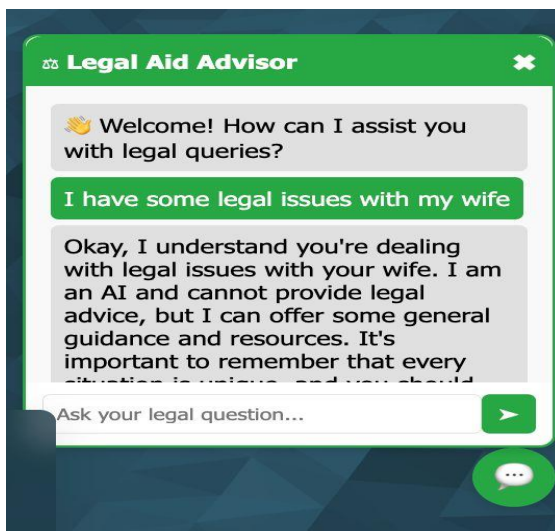 ⚖ Legal Aid Advisor ✖
👋 Welcome! How can I assist you
with legal queries?
I have some legal issues with my wife
Okay, I understand you're dealing
with legal issues with your wife. I am
an AI and cannot provide legal
advice, but I can offer some general
guidance and resources. It's
important to remember that every
situation is unique, and you should
Ask your legal question...